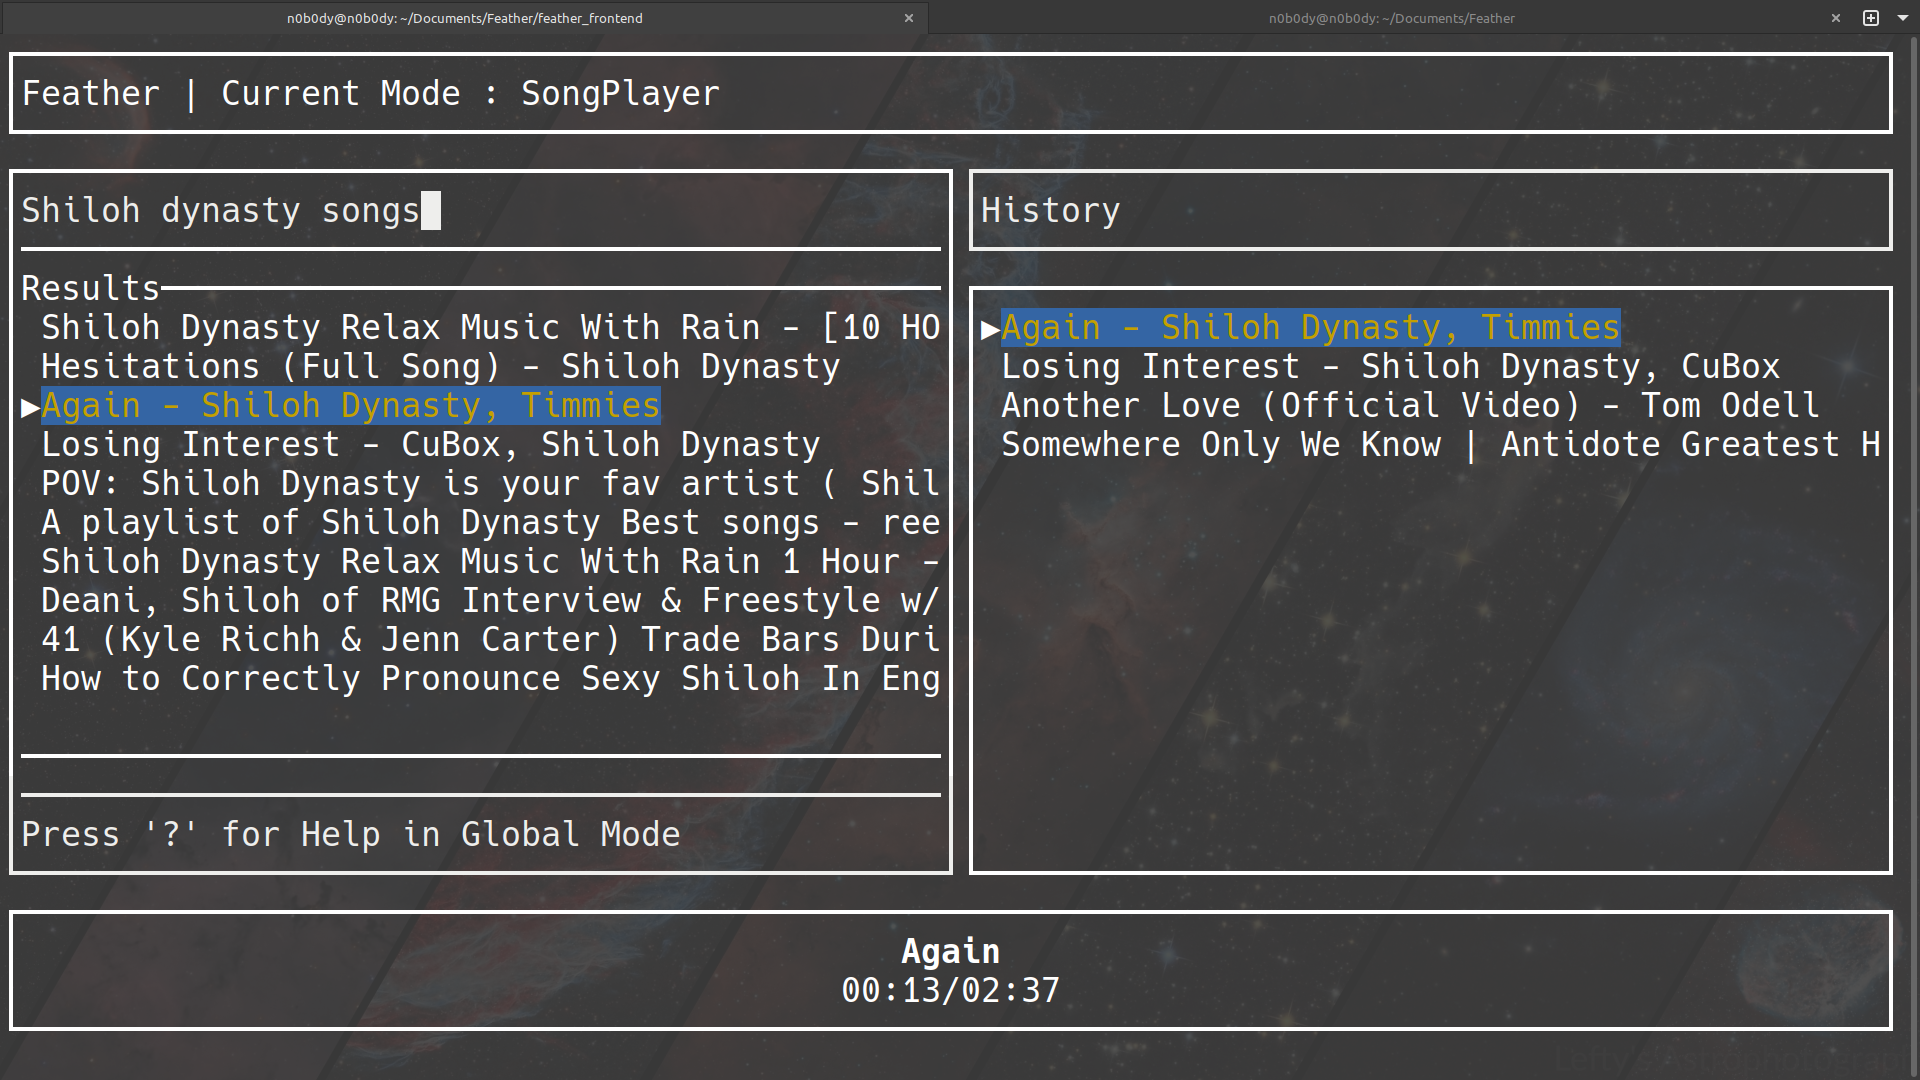 n0b0dy@n0b0dy: ~/Documents/Feather/feather_frontend
n0b0dy@n0b0dy: ~/Documents/Feather
Feather | Current Mode : SongPlayer
Shiloh dynasty songs
Results
Shiloh Dynasty Relax Music With Rain - [10 HO
Hesitations (Full Song) - Shiloh Dynasty
▶Again - Shiloh Dynasty, Timmies
Losing Interest - CuBox, Shiloh Dynasty
POV: Shiloh Dynasty is your fav artist ( Shil
A playlist of Shiloh Dynasty Best songs - ree
Shiloh Dynasty Relax Music With Rain 1 Hour -
Deani, Shiloh of RMG Interview & Freestyle w/
41 (Kyle Richh & Jenn Carter) Trade Bars Duri
How to Correctly Pronounce Sexy Shiloh In Eng
Press '?' for Help in Global Mode
History
▶Again - Shiloh Dynasty, Timmies
Losing Interest - Shiloh Dynasty, CuBox
Another Love (Official Video) - Tom Odell
Somewhere Only We Know | Antidote Greatest H
Again
00:13/02:37